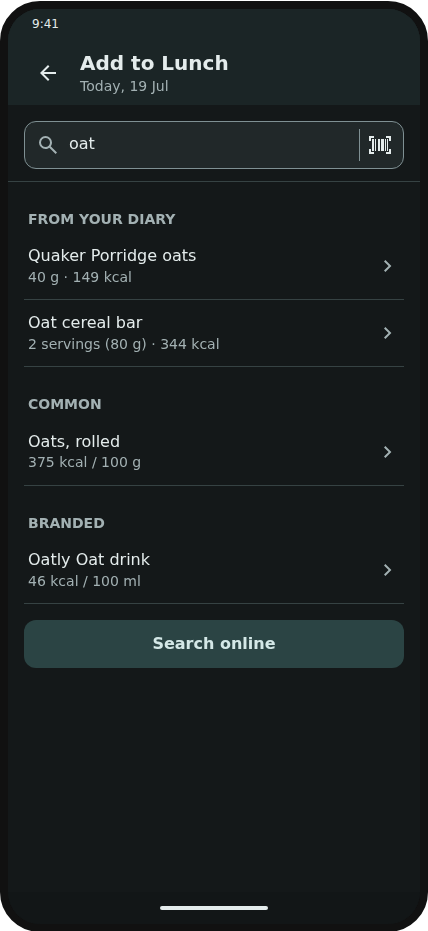 9:41
Add to Lunch
Today, 19 Jul
oat
FROM YOUR DIARY
Quaker Porridge oats
40 g · 149 kcal
Oat cereal bar
2 servings (80 g) · 344 kcal
COMMON
Oats, rolled
375 kcal / 100 g
BRANDED
Oatly Oat drink
46 kcal / 100 ml
Search online